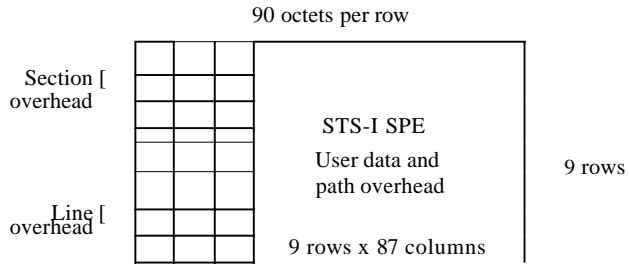 90 octets per row
Section [
overhead
STS-I SPE
User data and
path overhead
9 rows
Line [
overhead
9 rows x 87 columns